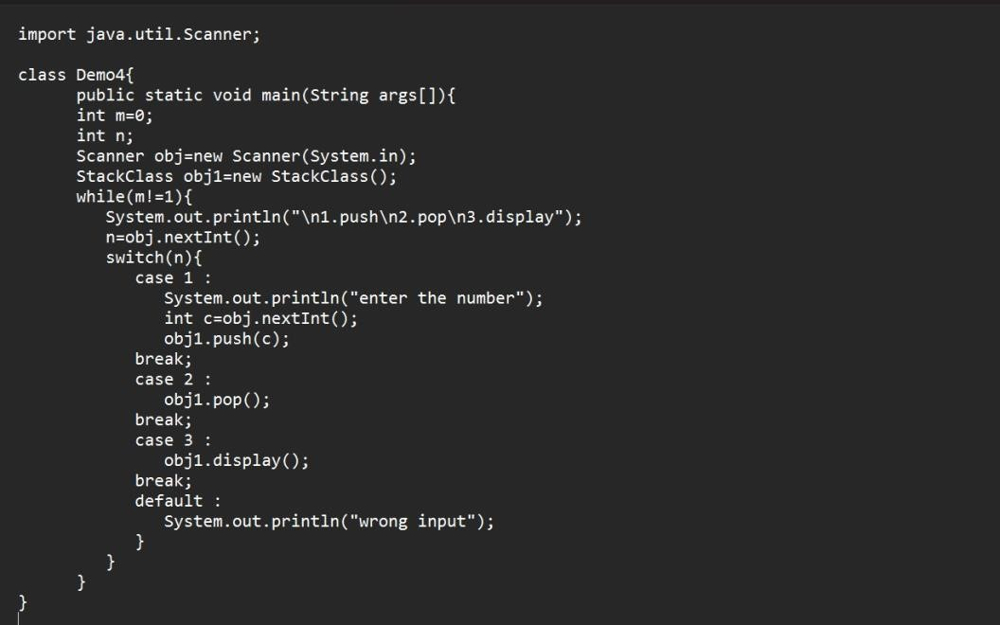 import java.util.Scanner;
class Demo4{
public static void main(String args[]){
int m=0;
int n;
Scanner obj=new Scanner(System.in);
StackClass obj1=new StackClass();
while(m!=1){
System.out.println("\n1.push\n2.pop\n3.display");
n=obj.nextInt();
switch(n){
case 1 :
System.out.println("enter the number");
int c=obj.nextInt();
obj1.push(c);
break;
case 2 :
obj1.pop();
break;
case 3 :
obj1.display();
break;
default :
System.out.println("wrong input");
}
}
}
}